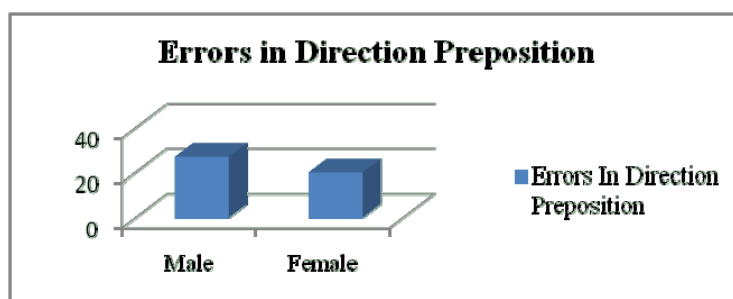 Errors in Direction Preposition
40
20
0
Male
Female
Errors In Direction
Preposition